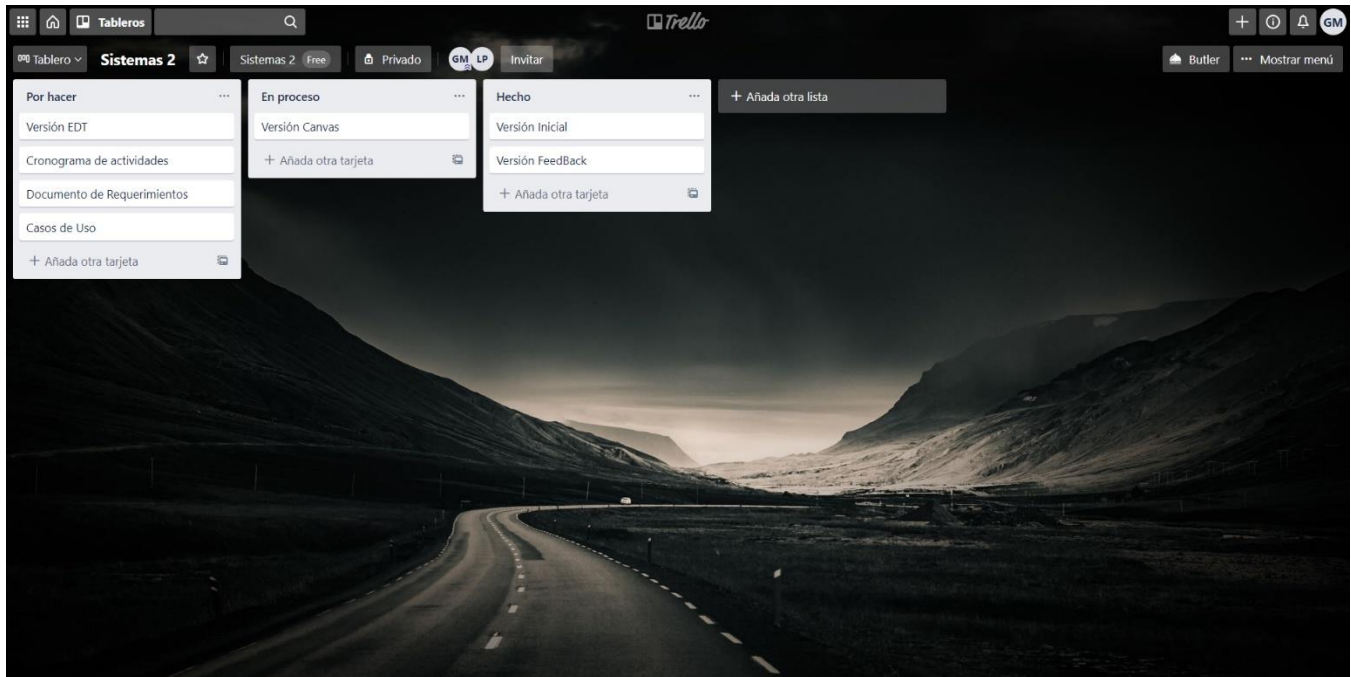 Tableros
Trello
GM
Tablero
Sistemas 2
Sistemas 2 Free
Privado
GM LP
Invitar
Butler
Mostrar menú
Por hacer
Versión EDT
Cronograma de actividades
Documento de Requerimientos
Casos de Uso
+ Añada otra tarjeta
En proceso
Versión Canvas
+ Añada otra tarjeta
Hecho
Versión Inicial
Versión FeedBack
+ Añada otra tarjeta
+ Añada otra lista